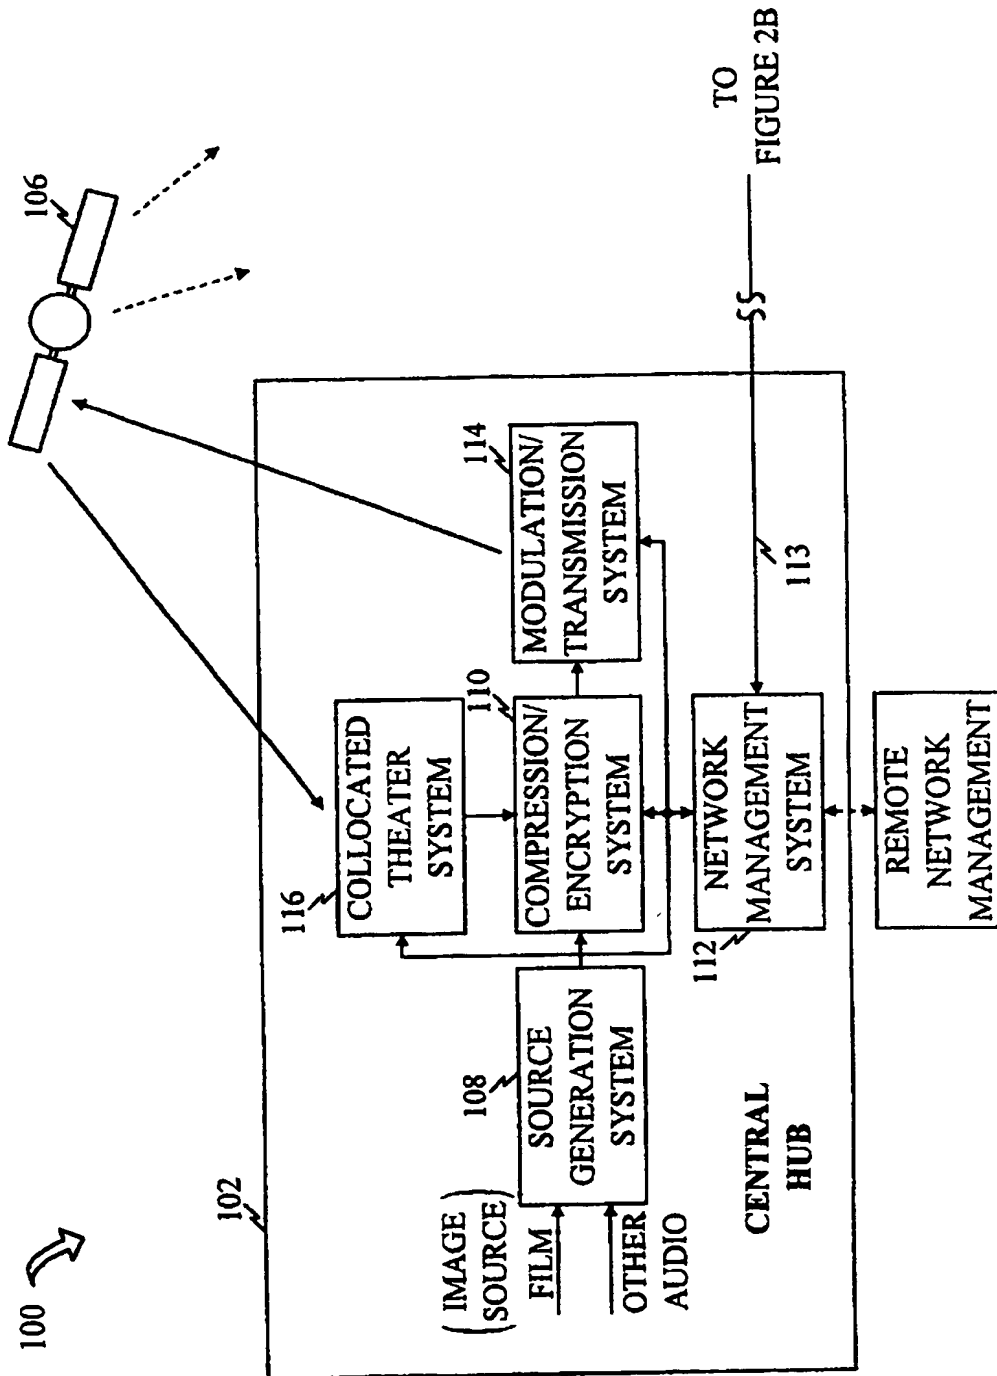 100
106
102
116
COLLOCATED
THEATER
SYSTEM
(IMAGE
SOURCE)
FILM
OTHER
AUDIO
108
SOURCE
GENERATION
SYSTEM
110
COMPRESSION/
ENCRYPTION
SYSTEM
114
MODULATION/
TRANSMISSION
SYSTEM
112
NETWORK
MANAGEMENT
SYSTEM
113
TO
FIGURE 2B
CENTRAL
HUB
REMOTE
NETWORK
MANAGEMENT